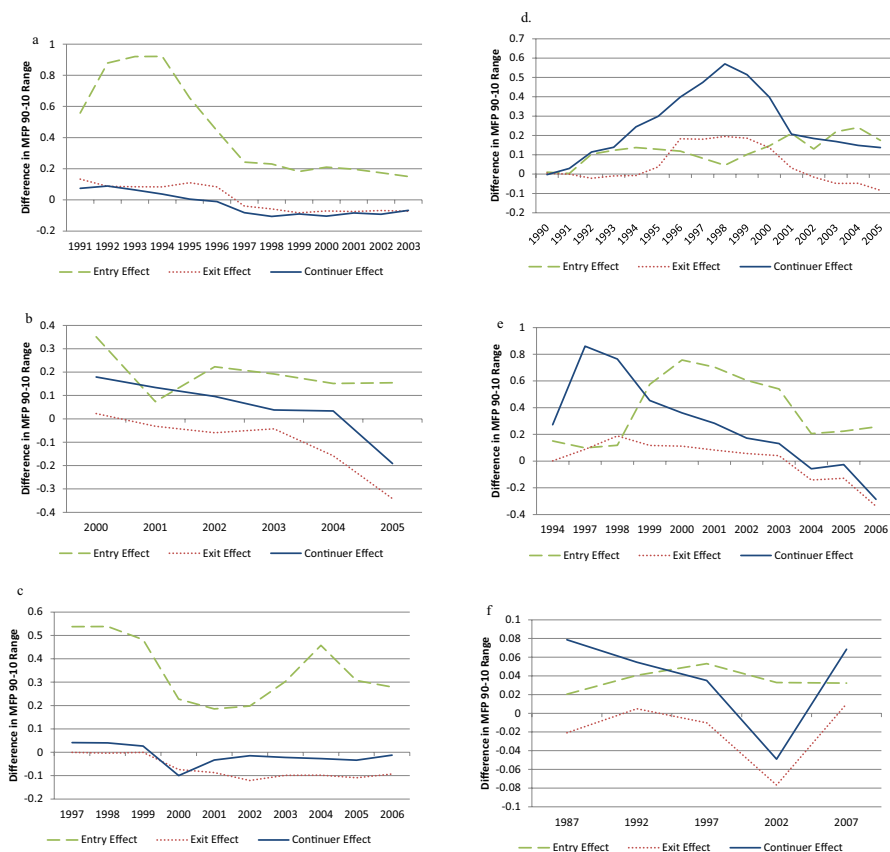 a
Difference in MFP 90-10 Range
1
0.8
0.6
0.4
0.2
0
-0.2
1991 1992 1993 1994 1995 1996 1997 1998 1999 2000 2001 2002 2003
Entry Effect Exit Effect Continuer Effect
b
Difference in MFP 90-10 Range
0.4
0.3
0.2
0.1
0
-0.1
-0.2
-0.3
-0.4
2000 2001 2002 2003 2004 2005
Entry Effect Exit Effect Continuer Effect
c
Difference in MFP 90-10 Range
0.6
0.5
0.4
0.3
0.2
0.1
0
-0.1
-0.2
1997 1998 1999 2000 2001 2002 2003 2004 2005 2006
Entry Effect Exit Effect Continuer Effect
d.
Difference in MFP 90-10 Range
0.7
0.6
0.5
0.4
0.3
0.2
0.1
0
-0.1
-0.2
1990 1991 1992 1993 1994 1995 1996 1997 1998 1999 2000 2001 2002 2003 2004 2005
Entry Effect Exit Effect Continuer Effect
e
Difference in MFP 90-10 Range
1
0.8
0.6
0.4
0.2
0
-0.2
-0.4
1994 1997 1998 1999 2000 2001 2002 2003 2004 2005 2006
Entry Effect Exit Effect Continuer Effect
f
Difference in MFP 90-10 Range
0.1
0.08
0.06
0.04
0.02
0
-0.02
-0.04
-0.06
-0.08
-0.1
1987 1992 1997 2002 2007
Entry Effect Exit Effect Continuer Effect